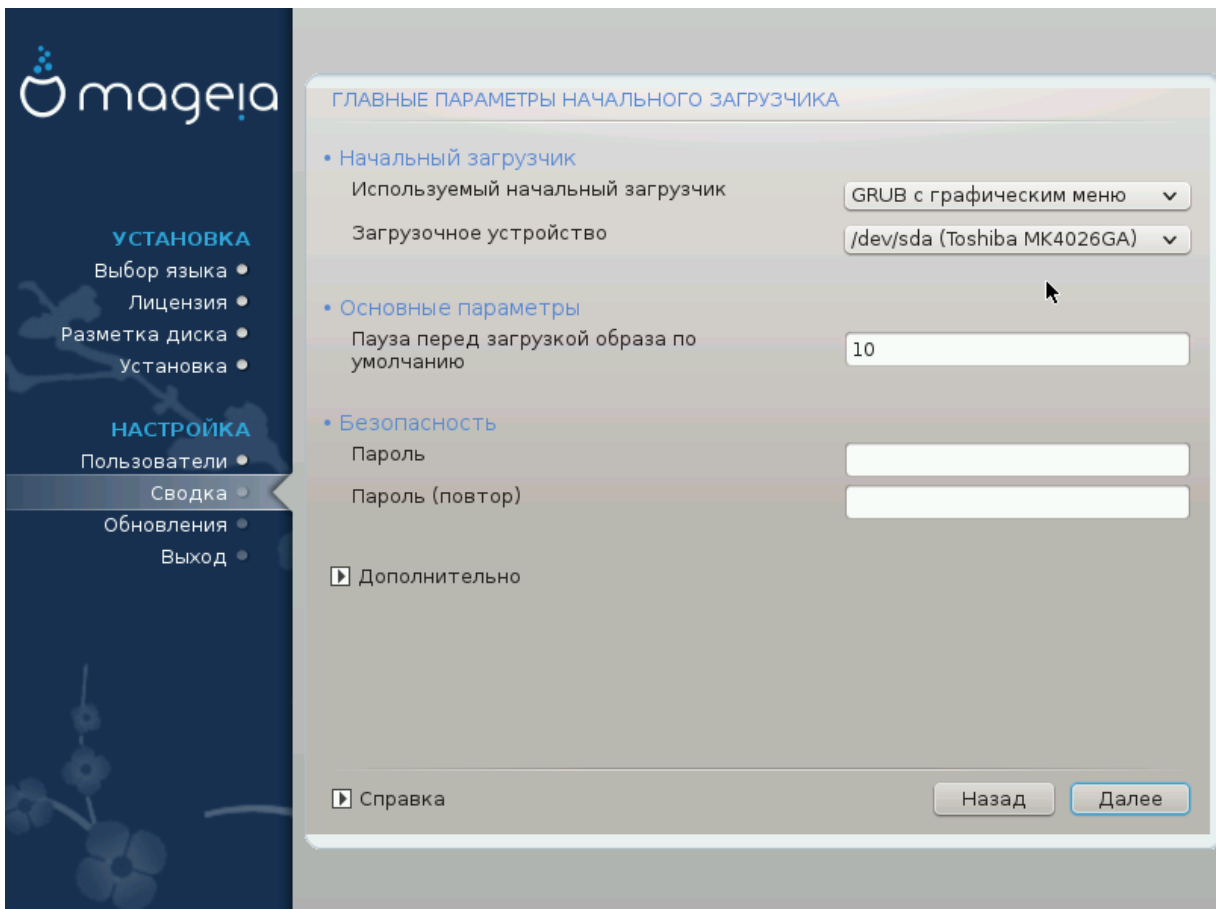 mageia
УСТАНОВКА
Выбор языка
Лицензия
Разметка диска
Установка
НАСТРОЙКА
Пользователи
Сводка
Обновления
Выход
ГЛАВНЫЕ ПАРАМЕТРЫ НАЧАЛЬНОГО ЗАГРУЗЧИКА
• Начальный загрузчик
Используемый начальный загрузчик
GRUB с графическим меню
Загрузочное устройство
/dev/sda (Toshiba MK4026GA)
• Основные параметры
Пауза перед загрузкой образа по
умолчанию
10
• Безопасность
Пароль
Пароль (повтор)
Дополнительно
Справка
Назад
Далее